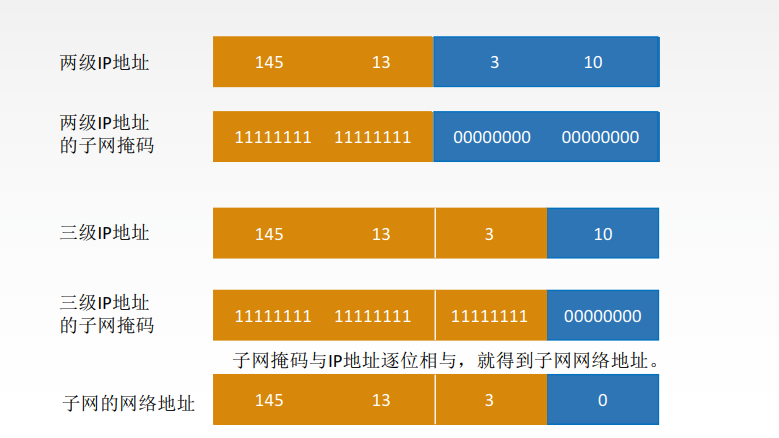 两级IP地址 145 13 3 10
两级IP地址
的子网掩码
11111111 11111111 00000000 00000000
三级IP地址 145 13 3 10
三级IP地址
的子网掩码
11111111 11111111 11111111 00000000
子网掩码与IP地址逐位相与，就得到子网网络地址。
子网的网络地址 145 13 3 0